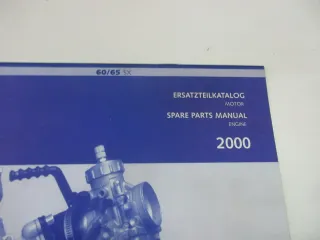 60/65 SX
ERSATZTEILKATALOG
MOTOR
SPARE PARTS MANUAL
ENGINE
2000